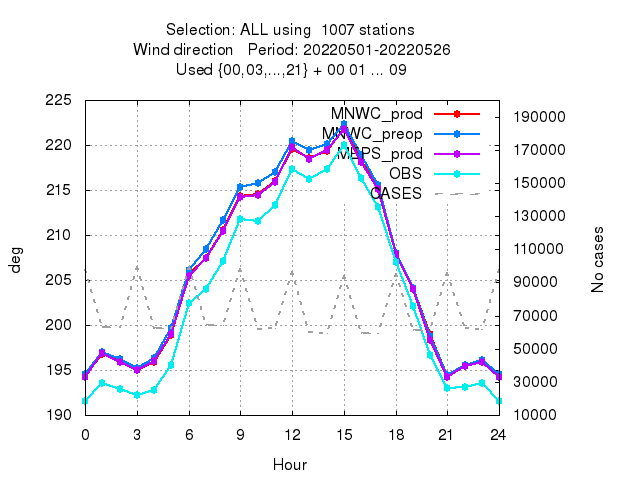 Selection: ALL using  1007 stations
Wind direction   Period: 20220501-20220526
Used {00,03,...,21} + 00 01 ... 09
MNWC_prod
MNWC_preop
MEPS_prod
OBS
CASES
deg
225
220
215
210
205
200
195
190
No cases
190000
170000
150000
130000
110000
90000
70000
50000
30000
10000
0 3 6 9 12 15 18 21 24
Hour